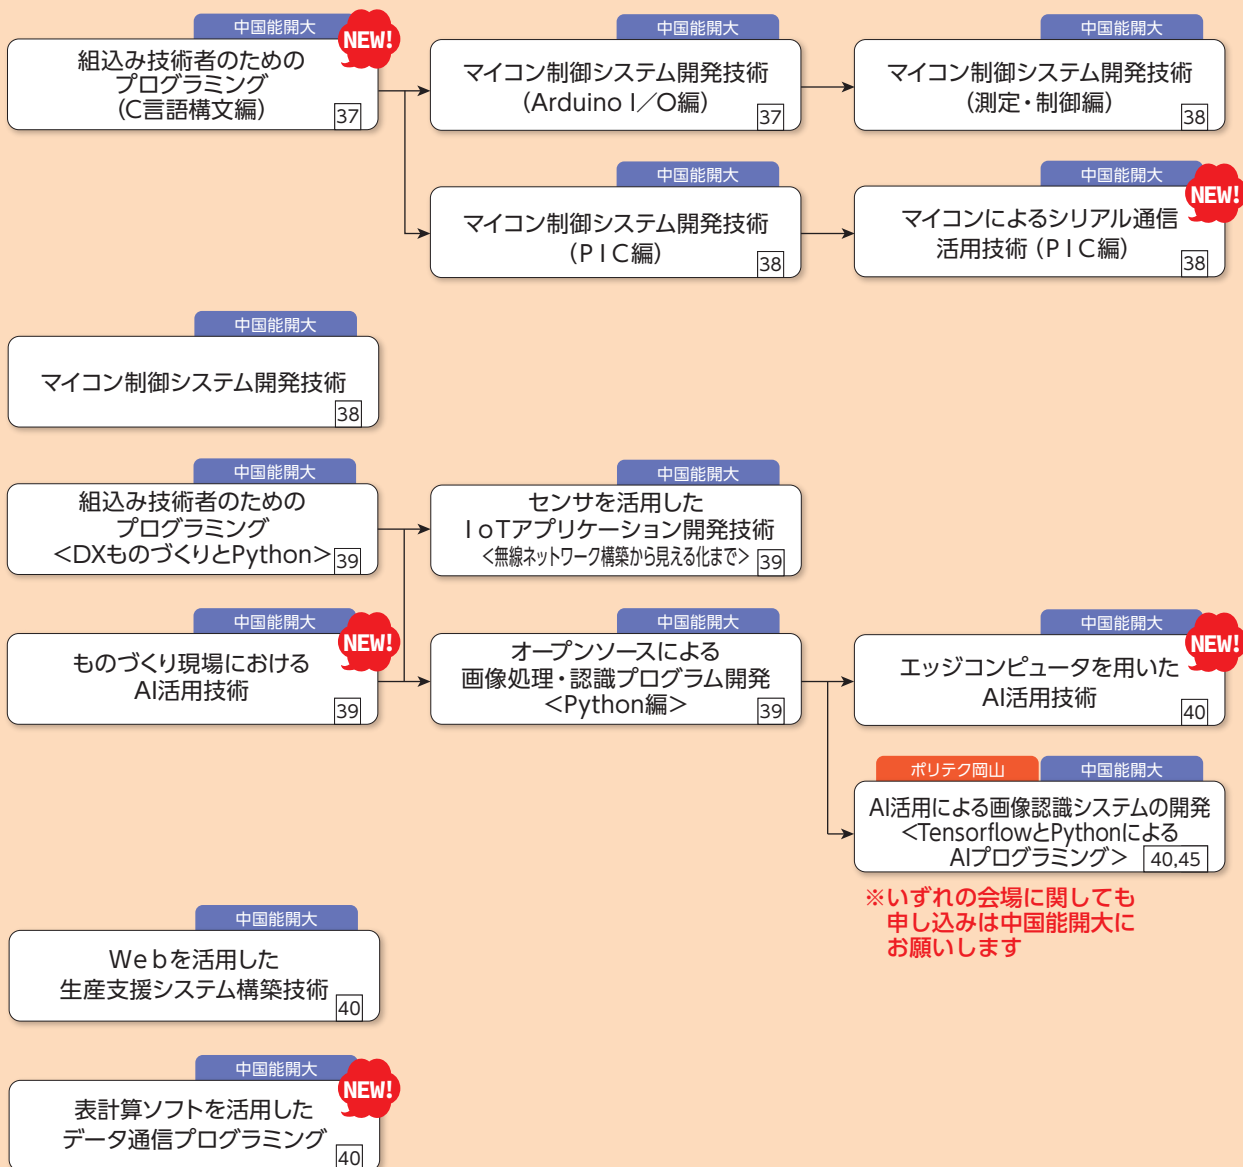 中国能開大
NEW!
組込み技術者のための
プログラミング
(C言語構文編)
37
中国能開大
マイコン制御システム開発技術
(Arduino I/O編)
37
中国能開大
マイコン制御システム開発技術
(測定・制御編)
38
中国能開大
マイコン制御システム開発技術
(PIC編)
38
中国能開大
NEW!
マイコンによるシリアル通信
活用技術(PIC編)
38
中国能開大
マイコン制御システム開発技術
38
中国能開大
組込み技術者のための
プログラミング
<DXものづくりとPython>
39
中国能開大
センサを活用した
IoTアプリケーション開発技術
<無線ネットワーク構築から見える化まで>
39
中国能開大
NEW!
ものづくり現場における
AI活用技術
39
中国能開大
オープンソースによる
画像処理・認識プログラム開発
<Python編>
39
中国能開大
NEW!
エッジコンピュータを用いた
AI活用技術
40
ポリテク岡山
中国能開大
AI活用による画像認識システムの開発
<TensorflowとPythonによる
AIプログラミング>
40,45
※いずれの会場に関しても
申し込みは中国能開大に
お願いします
中国能開大
Webを活用した
生産支援システム構築技術
40
中国能開大
NEW!
表計算ソフトを活用した
データ通信プログラミング
40